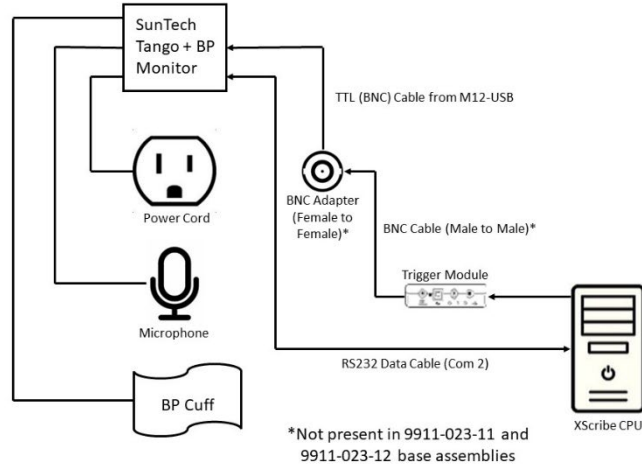 SunTech
Tango + BP
Monitor
TTL (BNC) Cable from M12-USB
BNC Adapter
(Female to
Female)*
Power Cord
BNC Cable (Male to Male)*
Trigger Module
Microphone
RS232 Data Cable (Com 2)
BP Cuff
XScribe CPU
*Not present in 9911-023-11 and
9911-023-12 base assemblies